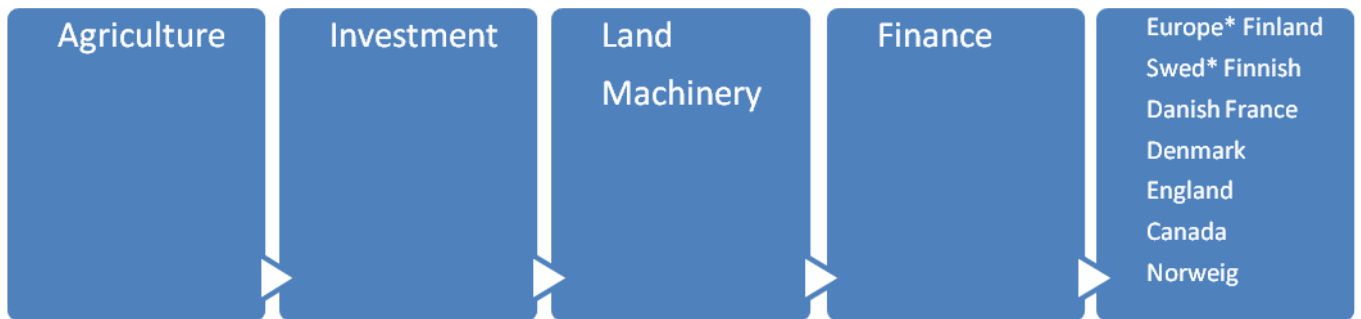 Agriculture
Investment
Land
Machinery
Finance
Europe* Finland
Swed* Finnish
Danish France
Denmark
England
Canada
Norweig